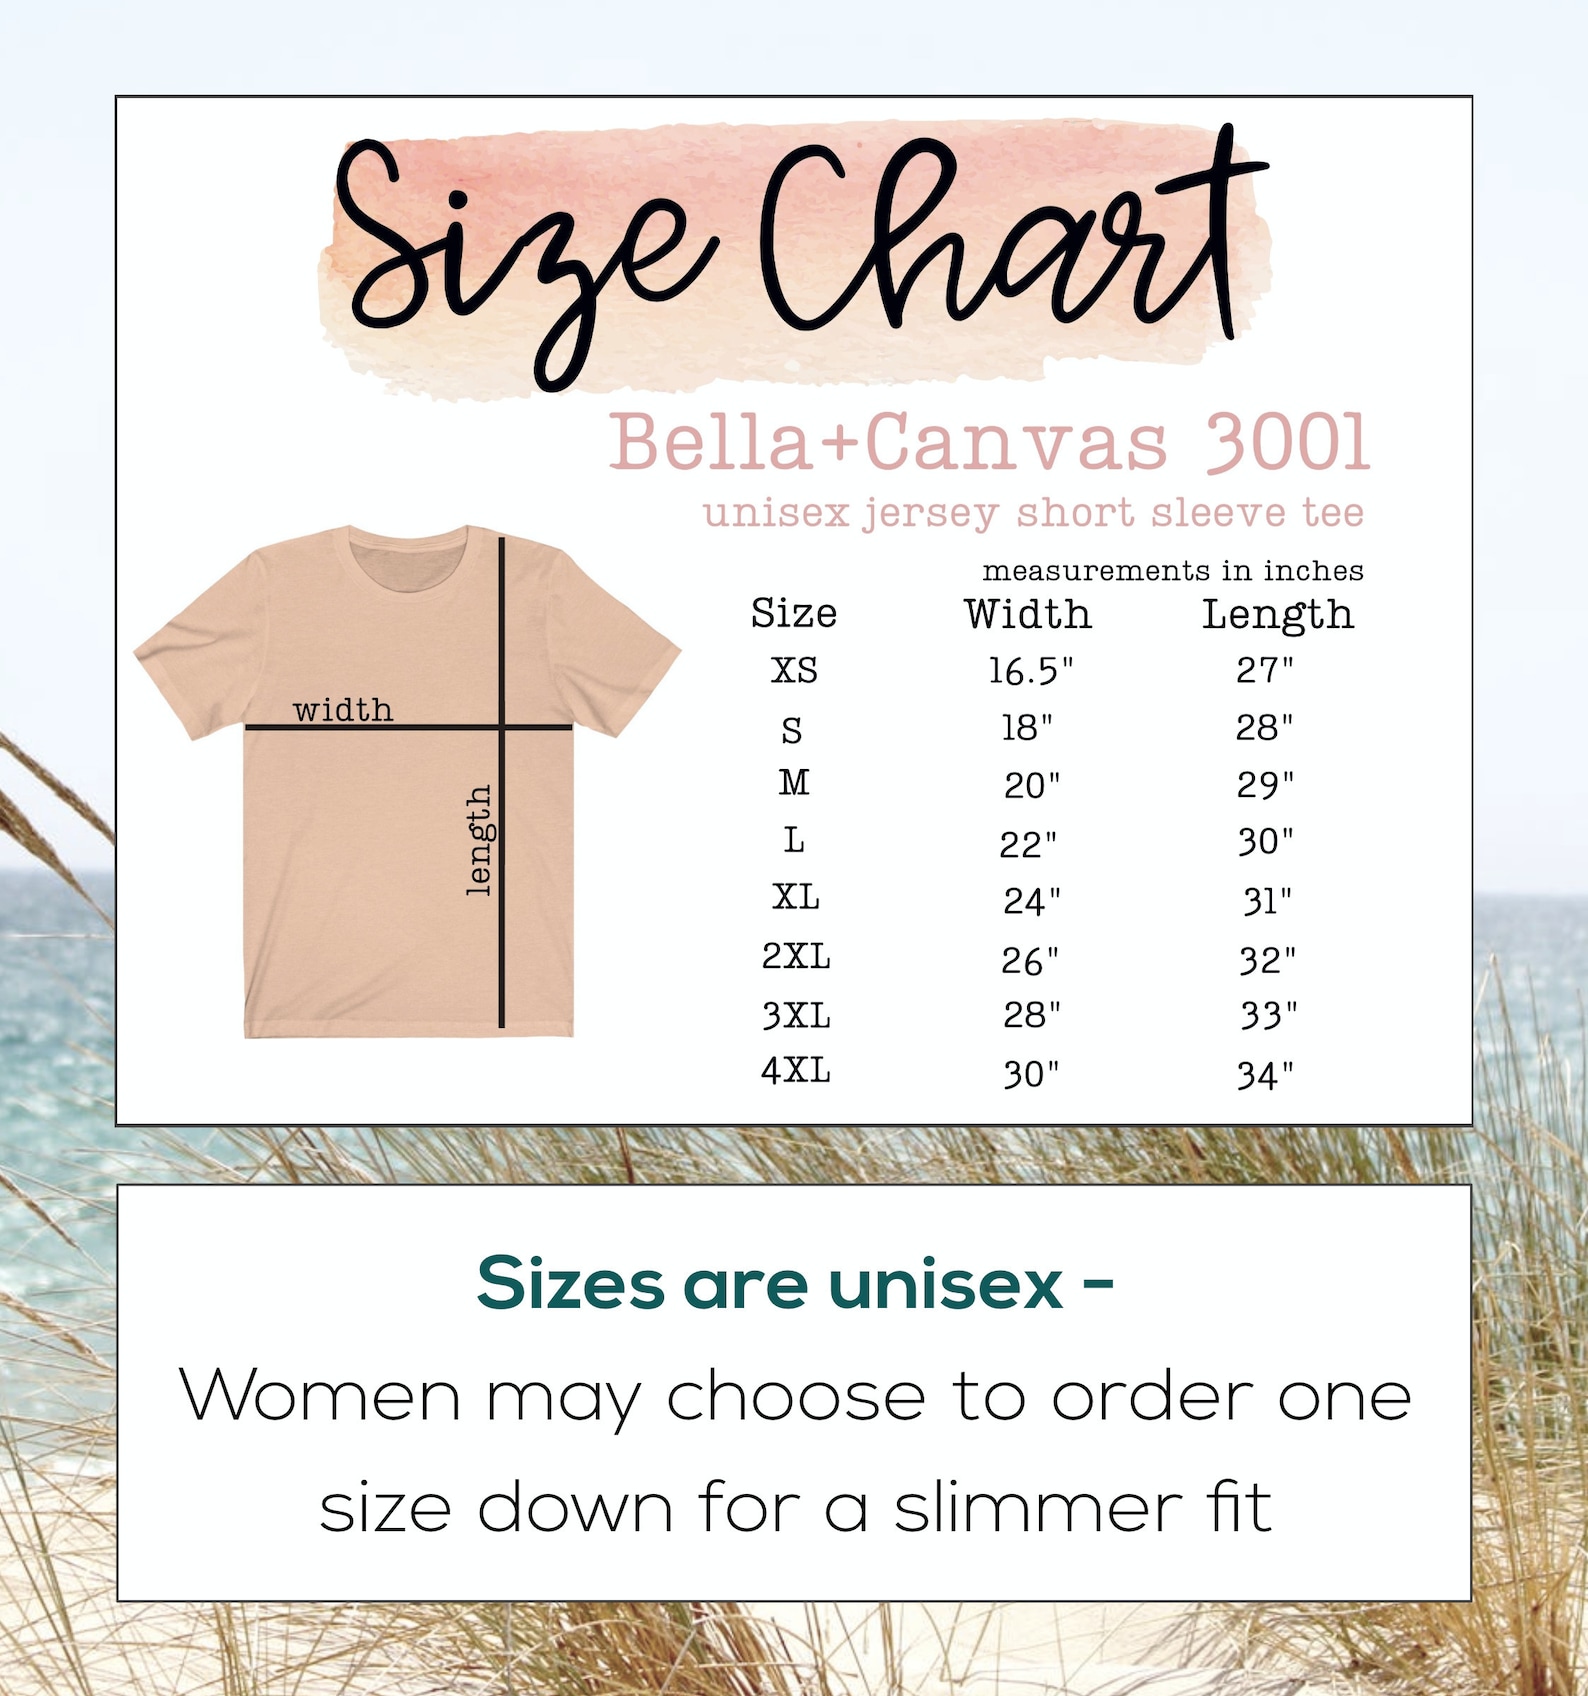 Size Chart
Bella+Canvas 3001
unisex jersey short sleeve tee
measurements in inches
Size Width Length
XS 16.5" 27"
S 18" 28"
M 20" 29"
L 22" 30"
XL 24" 31"
2XL 26" 32"
3XL 28" 33"
4XL 30" 34"
width
length
Sizes are unisex -
Women may choose to order one
size down for a slimmer fit